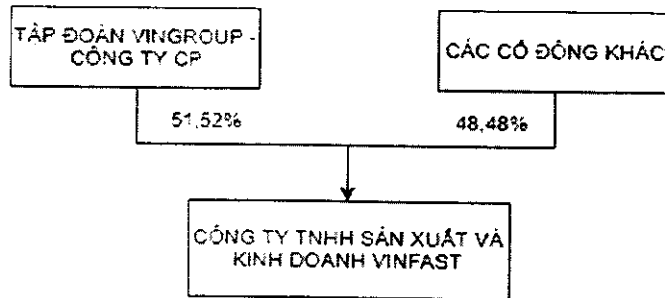 TẬP ĐOÀN VINGROUP -
CÔNG TY CP
CÁC CỔ ĐÔNG KHÁC
51,52%
48,48%
CÔNG TY TNHH SẢN XUẤT VÀ
KINH DOANH VINFAST